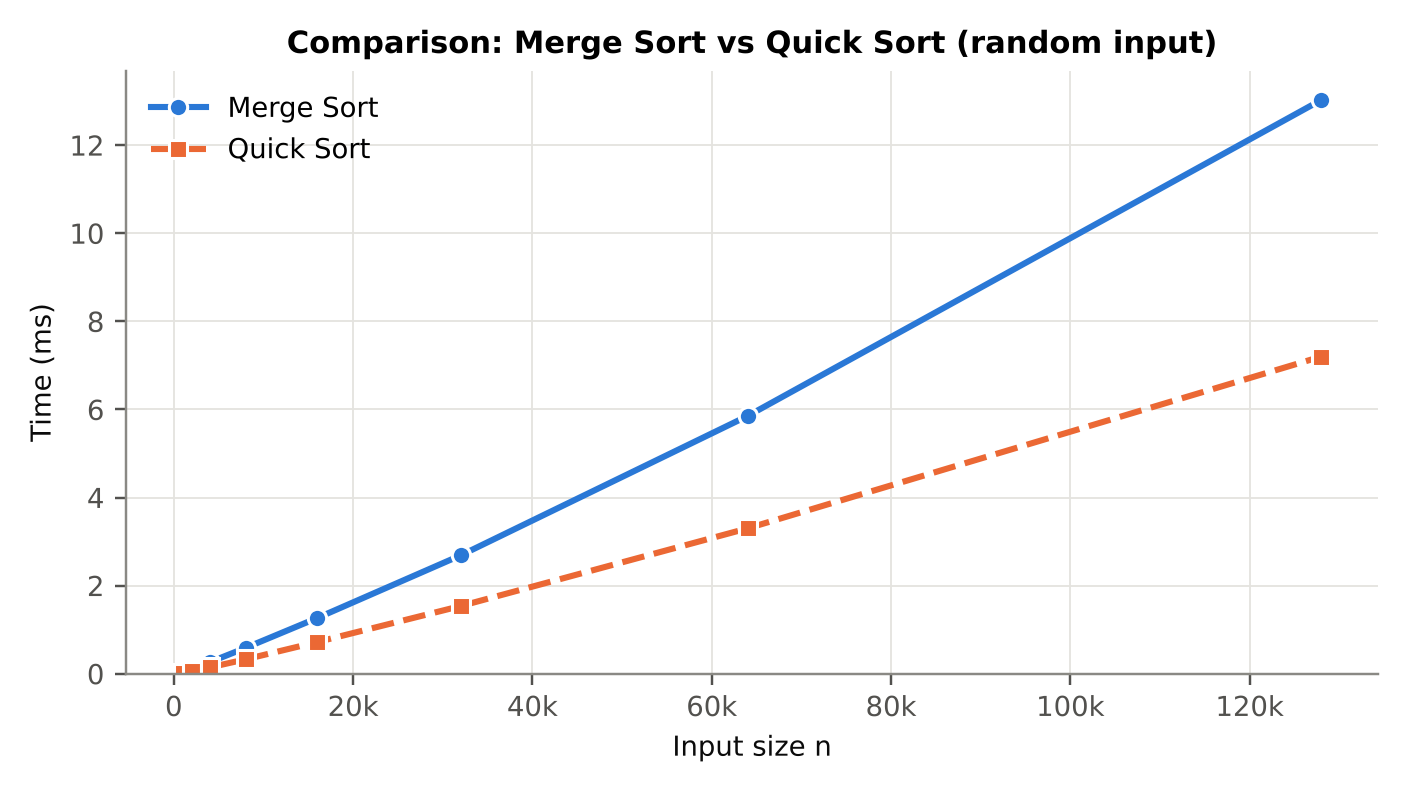 Comparison: Merge Sort vs Quick Sort (random input)
Merge Sort
Quick Sort
12
10
8
6
4
2
0
Time (ms)
0 20k 40k 60k 80k 100k 120k
Input size n